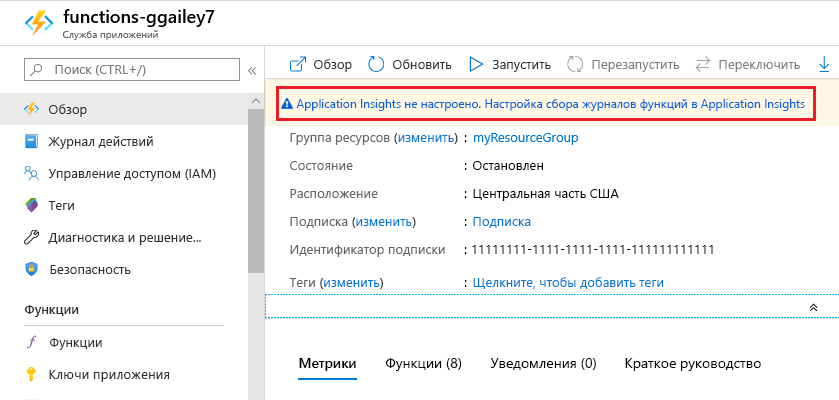 functions-ggailey7
Служба приложений
Поиск (CTRL+/)
«
Обзор
Журнал действий
Управление доступом (IAM)
Теги
Диагностика и решение...
Безопасность
Функции
Функции
Ключи приложения
Обзор Обновить Запустить Перезапустить Переключить
Application Insights не настроено. Настройка сбора журналов функций в Application Insights
Группа ресурсов (изменить) : myResourceGroup
Состояние : Остановлен
Расположение : Центральная часть США
Подписка (изменить) : Подписка
Идентификатор подписки : 11111111-1111-1111-1111-111111111111
Теги (изменить) : Щелкните, чтобы добавить теги
Метрики Функции (8) Уведомления (0) Краткое руководство